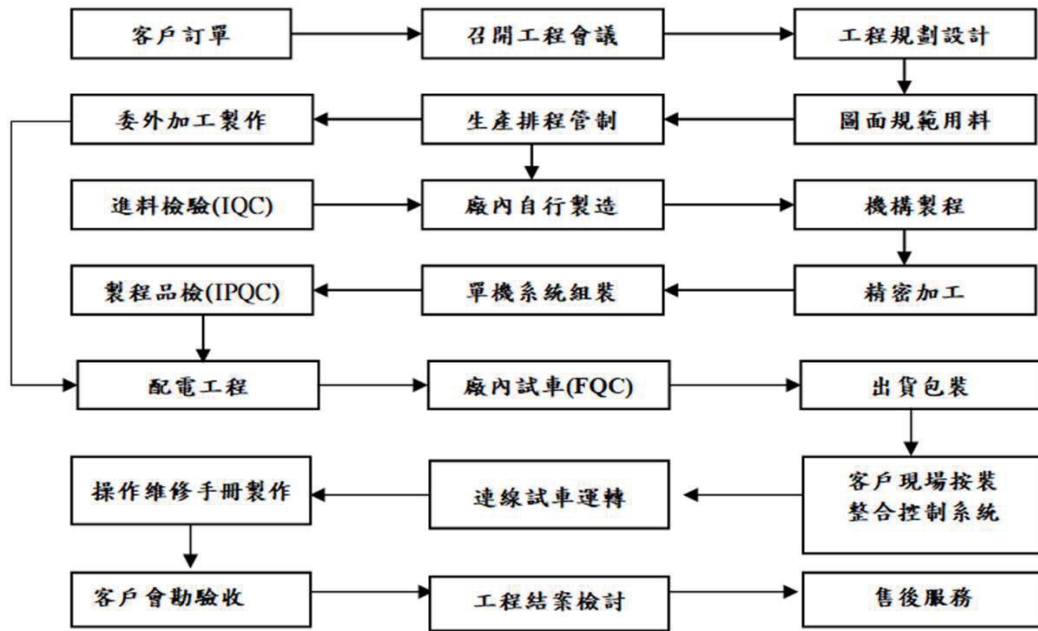 客戶訂單
召開工程會議
工程規劃設計
委外加工製作
生產排程管制
圖面規範用料
進料檢驗(IQC)
廠內自行製造
機構製程
製程品檢(IPQC)
單機系統組裝
精密加工
配電工程
廠內試車(FQC)
出貨包裝
操作維修手冊製作
連線試車運轉
客戶現場按裝
整合控制系統
客戶會勘驗收
工程結案檢討
售後服務